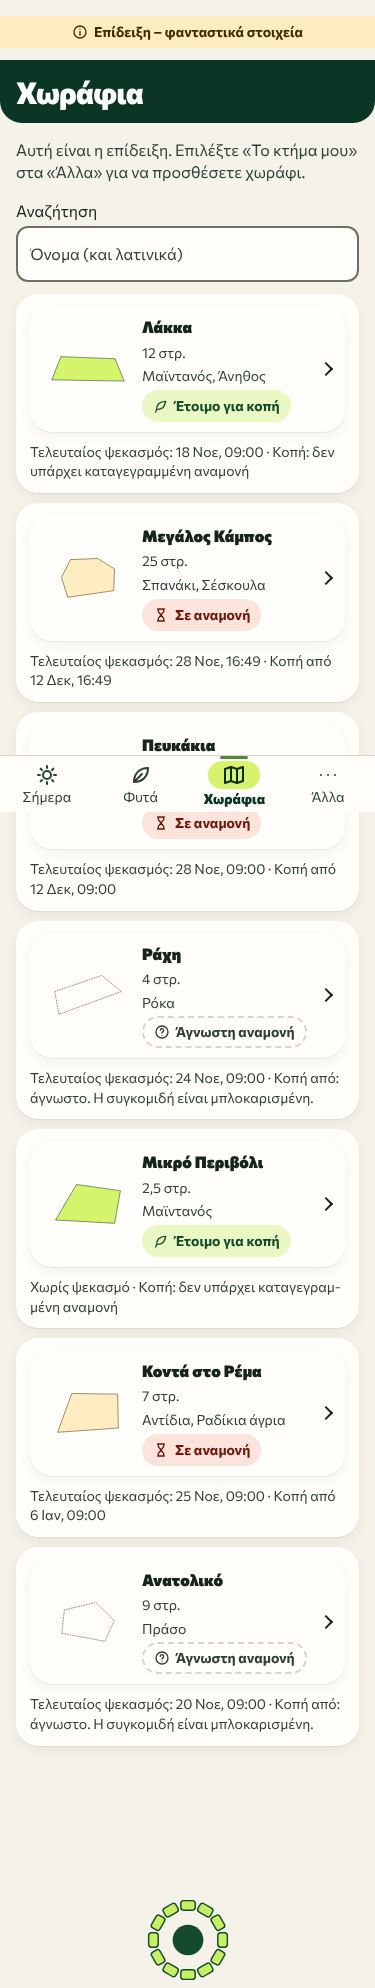 Επίδειξη – φανταστικά στοιχεία
Χωράφια
Αυτή είναι η επίδειξη. Επιλέξτε «Το κτήμα μου»
στα «Άλλα» για να προσθέσετε χωράφι.
Αναζήτηση
Όνομα (και λατινικά)
Λάκκα
12 στρ.
Μαϊντανός, Άνηθος
Έτοιμο για κοπή
Τελευταίος ψεκασμός: 18 Νοε, 09:00 · Κοπή: δεν
υπάρχει καταγεγραμμένη αναμονή
Μεγάλος Κάμπος
25 στρ.
Σπανάκι, Σέσκουλα
Σε αναμονή
Τελευταίος ψεκασμός: 28 Νοε, 16:49 · Κοπή από
12 Δεκ, 16:49
Πευκάκια
Σήμερα
Φυτά
Χωράφια
Άλλα
Σε αναμονή
Τελευταίος ψεκασμός: 28 Νοε, 09:00 · Κοπή από
12 Δεκ, 09:00
Ράχη
4 στρ.
Ρόκα
Άγνωστη αναμονή
Τελευταίος ψεκασμός: 24 Νοε, 09:00 · Κοπή από:
άγνωστο. Η συγκομιδή είναι μπλοκαρισμένη.
Μικρό Περιβόλι
2,5 στρ.
Μαϊντανός
Έτοιμο για κοπή
Χωρίς ψεκασμό · Κοπή: δεν υπάρχει καταγεγραμ-
μένη αναμονή
Κοντά στο Ρέμα
7 στρ.
Αντίδια, Ραδίκια άγρια
Σε αναμονή
Τελευταίος ψεκασμός: 25 Νοε, 09:00 · Κοπή από
6 Ιαν, 09:00
Ανατολικό
9 στρ.
Πράσο
Άγνωστη αναμονή
Τελευταίος ψεκασμός: 20 Νοε, 09:00 · Κοπή από:
άγνωστο. Η συγκομιδή είναι μπλοκαρισμένη.